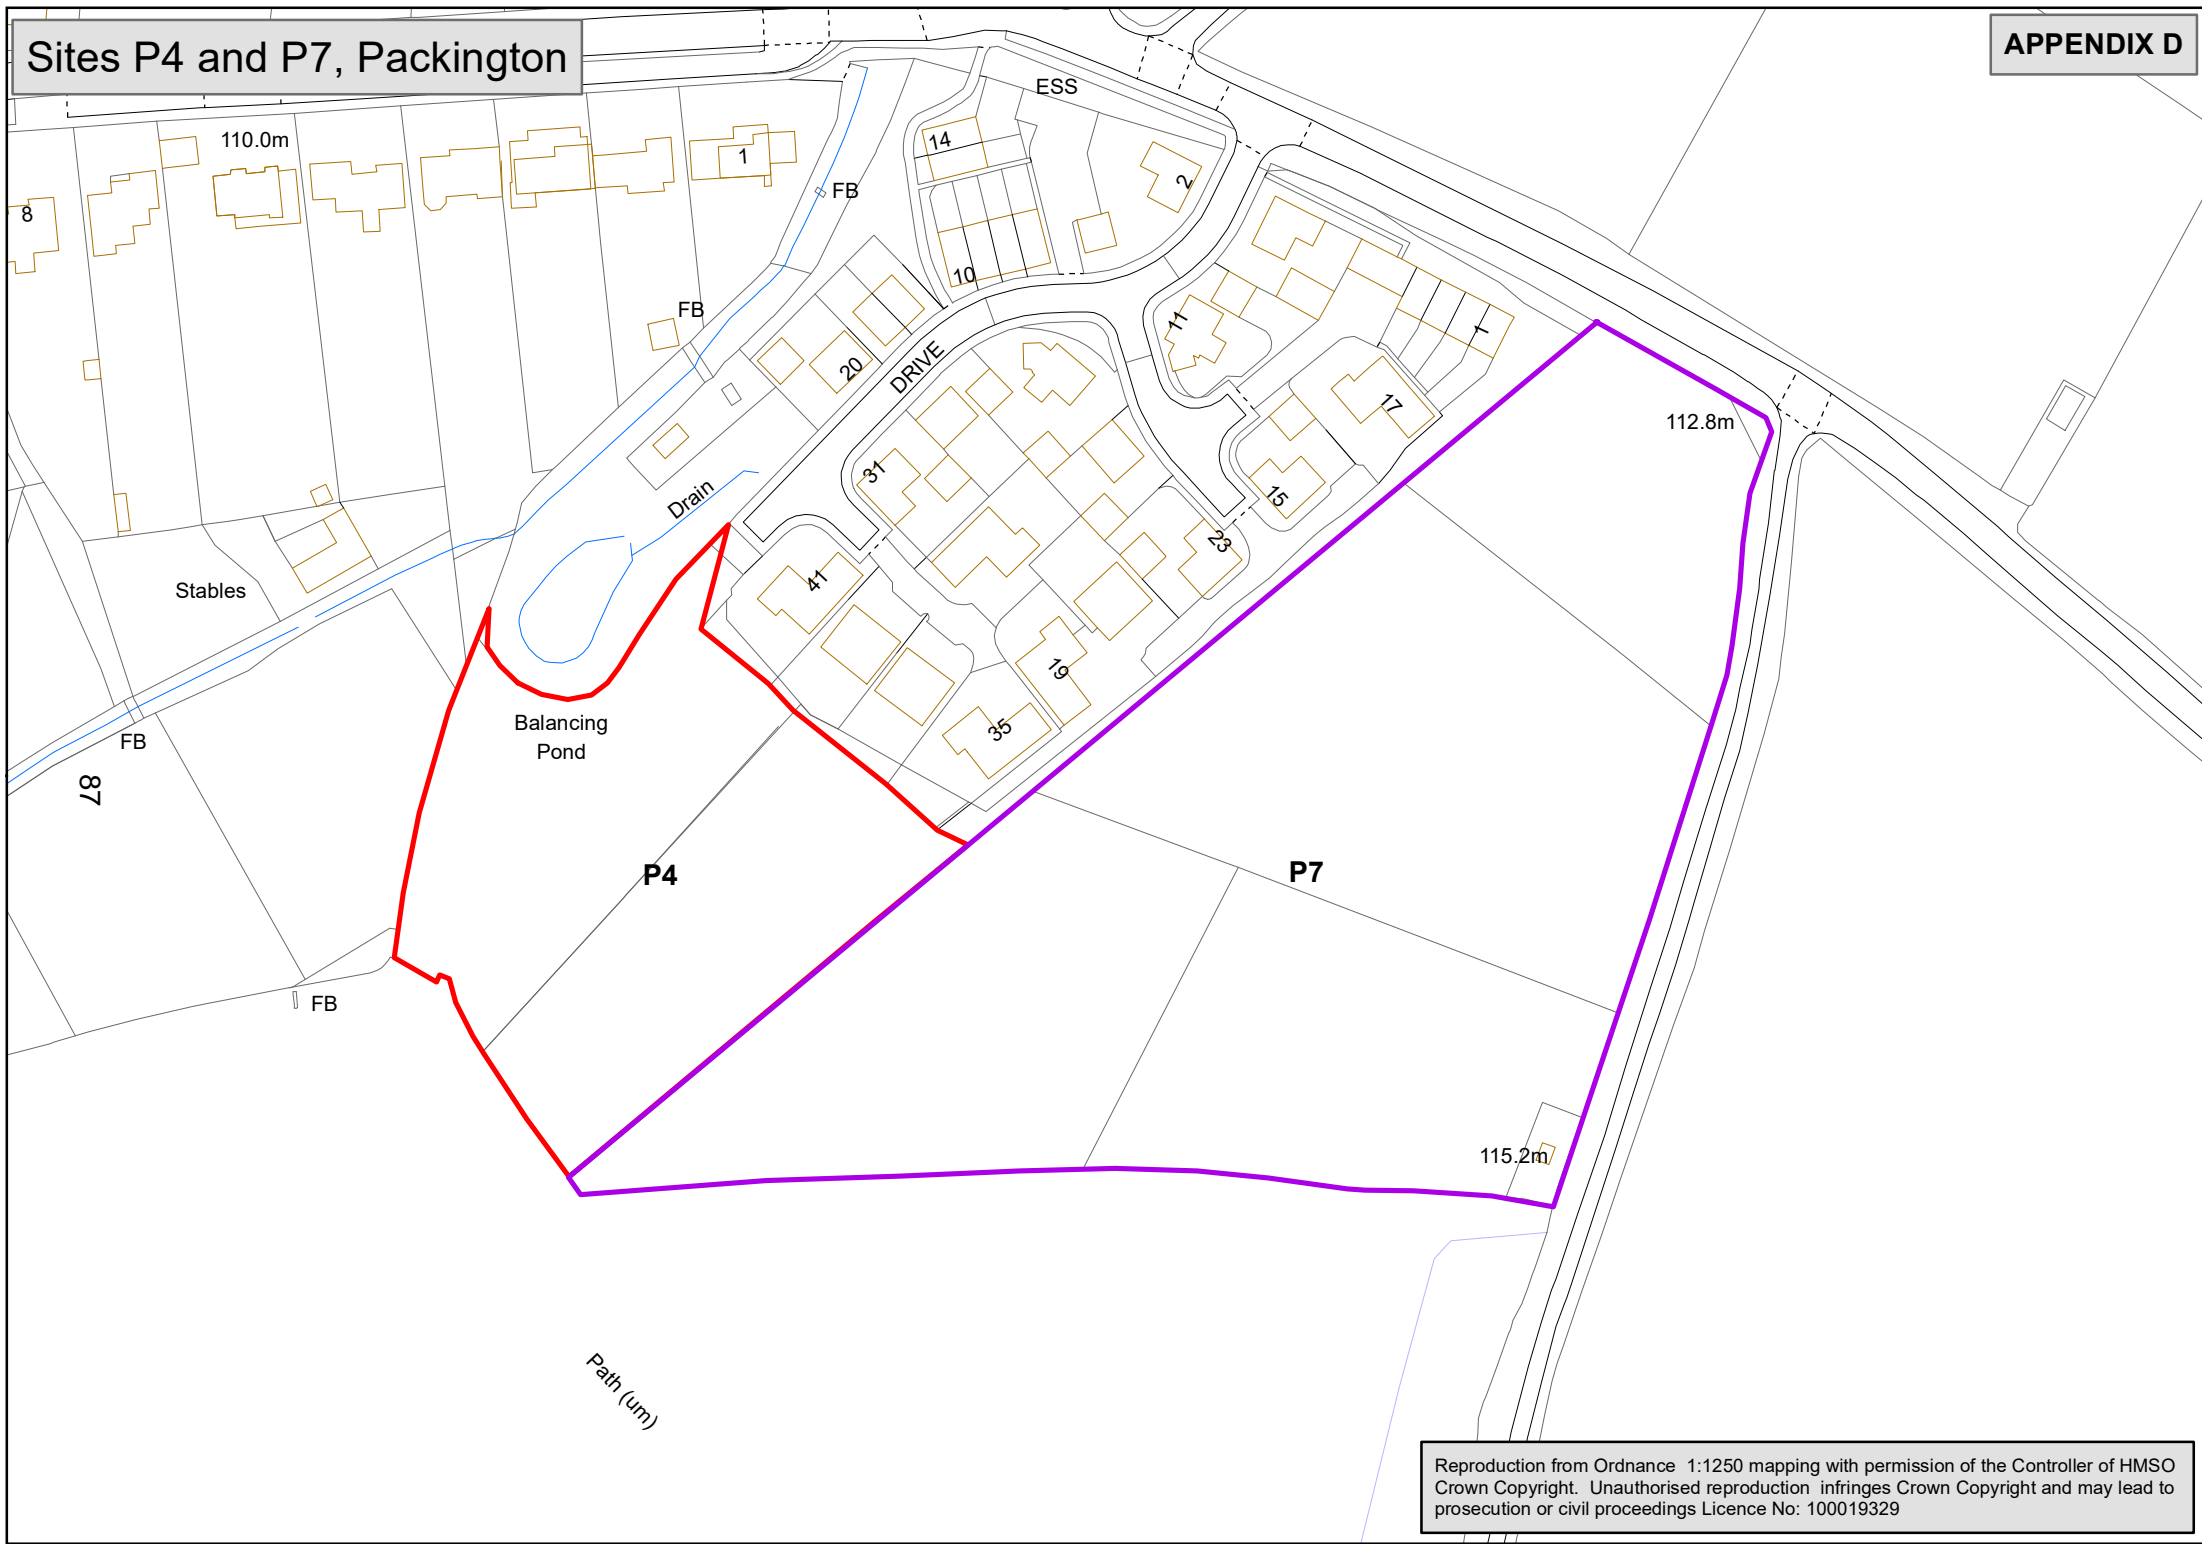 Sites P4 and P7, Packington
APPENDIX D
ESS
110.0m
14
1
2
FB
8
10
FB
11
1
20
DRIVE
17
112.8m
31
Drain
15
23
41
Stables
19
35
Balancing
Pond
FB
87
P4
P7
FB
115.2m
Path (um)
Reproduction from Ordnance 1:1250 mapping with permission of the Controller of HMSO
Crown Copyright. Unauthorised reproduction infringes Crown Copyright and may lead to
prosecution or civil proceedings Licence No: 100019329